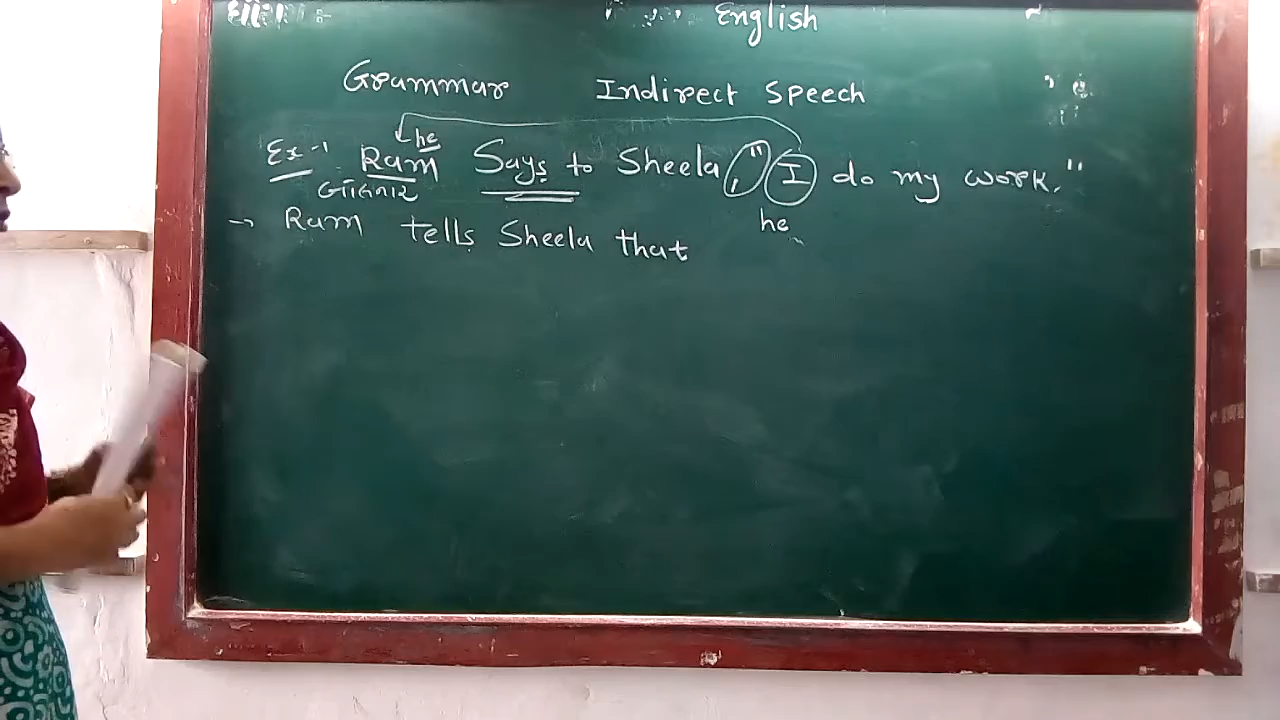 English
Grammar Indirect Speech
he
Ex-1 Ram Says to Sheela, "I do my work."
બોલનાર
he
→ Ram tells Sheela that